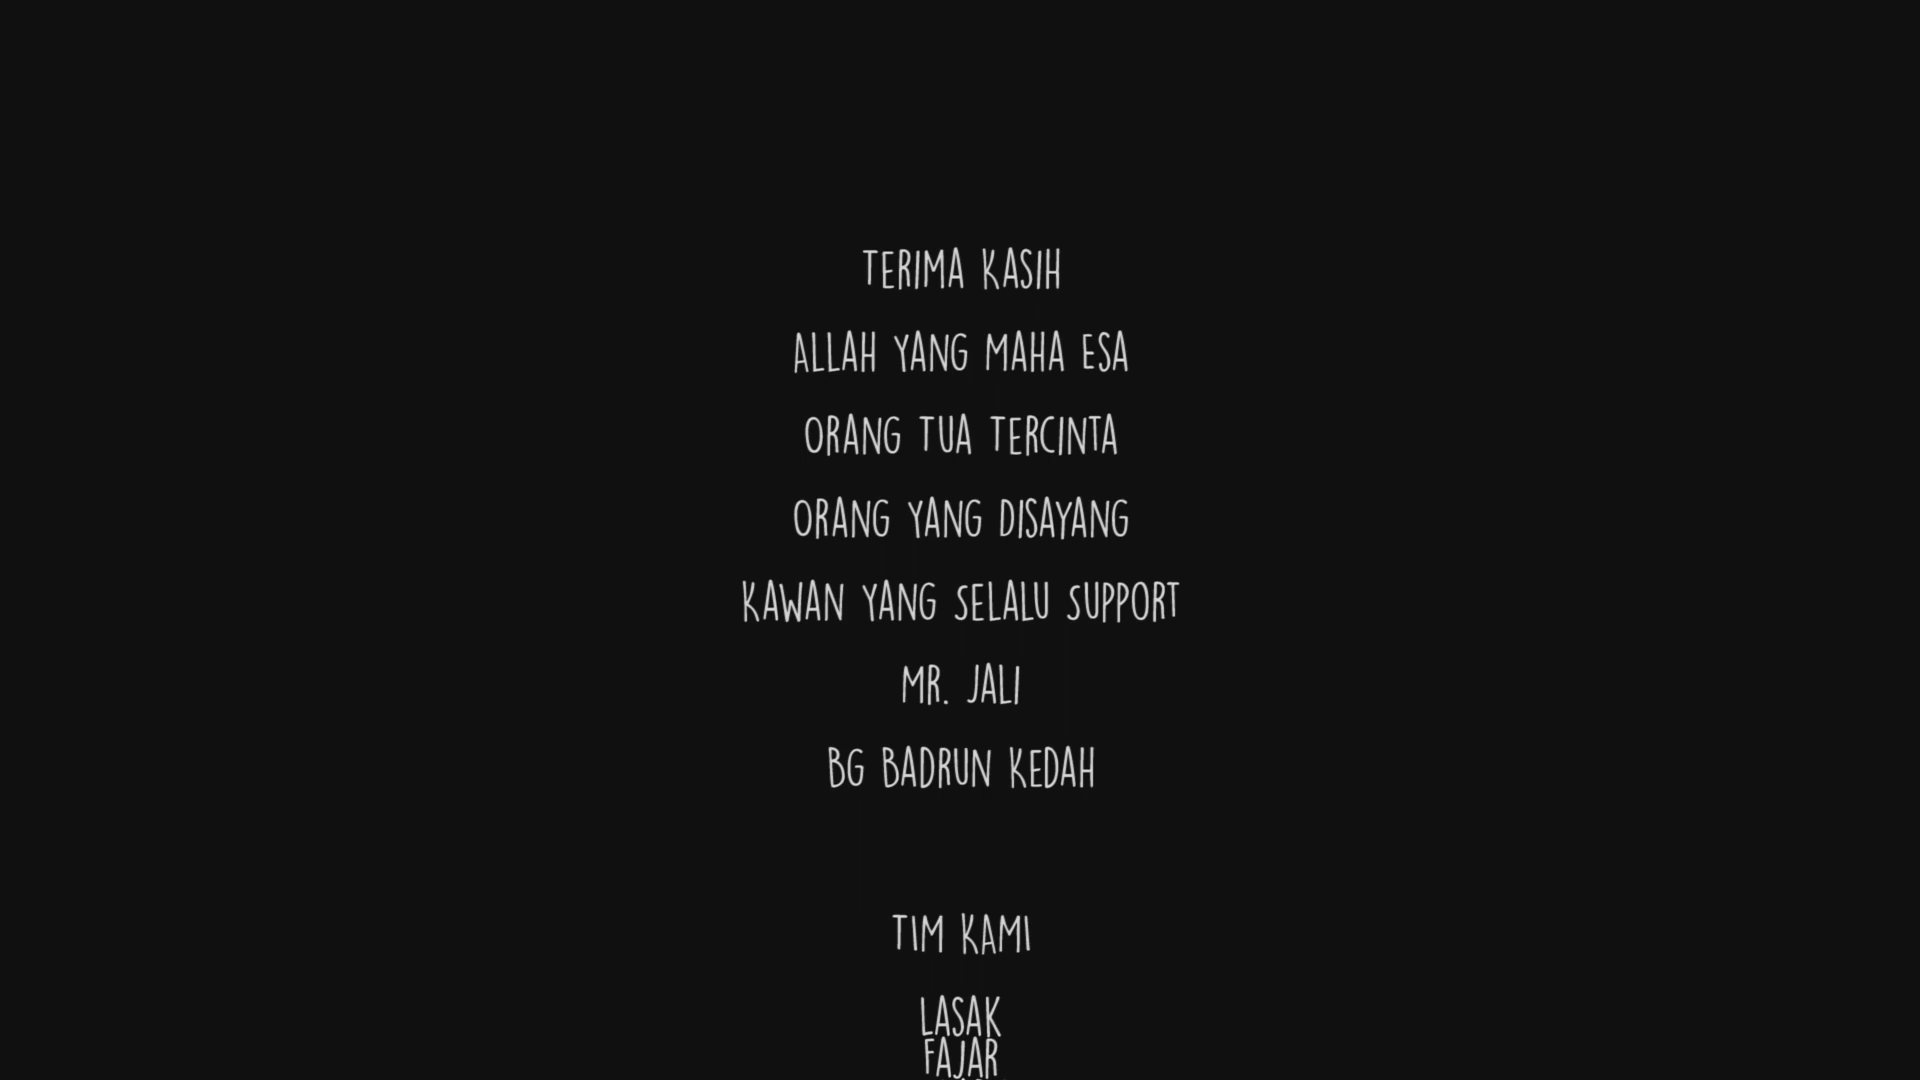 TERIMA KASIH
ALLAH YANG MAHA ESA
ORANG TUA TERCINTA
ORANG YANG DISAYANG
KAWAN YANG SELALU SUPPORT
MR. JALI
BG BADRUN KEDAH
TIM KAMI
LASAK
FAJAR